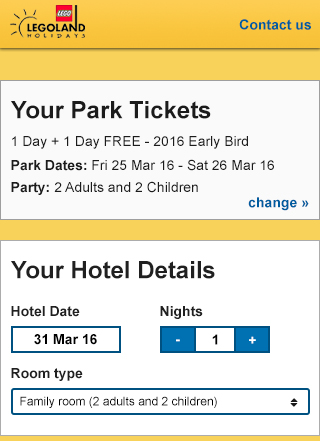 LEGO
LEGOLAND
HOLIDAYS
Contact us
Your Park Tickets
1 Day + 1 Day FREE - 2016 Early Bird
Park Dates: Fri 25 Mar 16 - Sat 26 Mar 16
Party: 2 Adults and 2 Children
change »
Your Hotel Details
Hotel Date Nights
31 Mar 16 - 1 +
Room type
Family room (2 adults and 2 children)